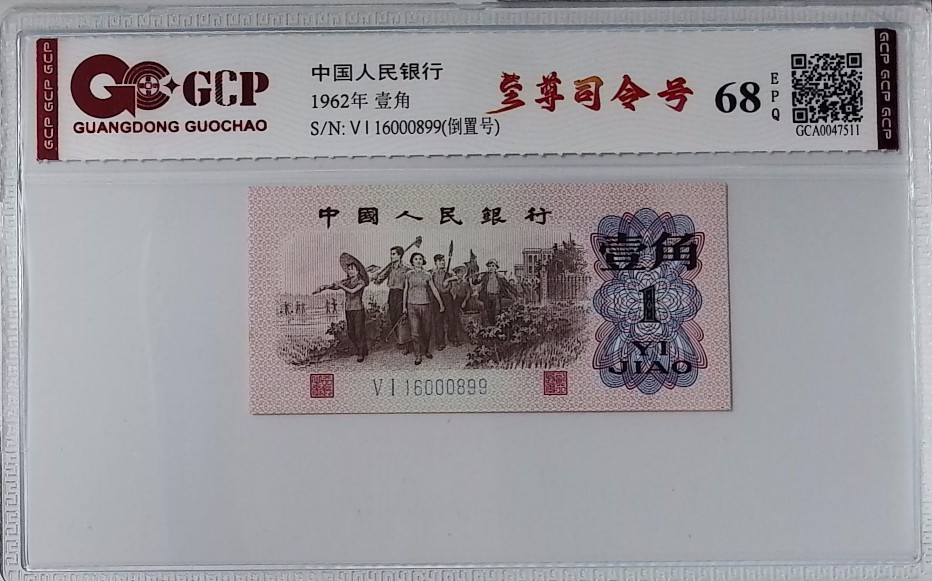 GCP GCP GCP
GCP
GUANGDONG GUOCHAO
中国人民银行
1962年 壹角
S/N: VI16000899(倒置号)
至尊司令号
68
EPQ
GCA0047511
GCP GCP GCP
中國人民銀行
壹角
1
YI
JIAO
VI16000899